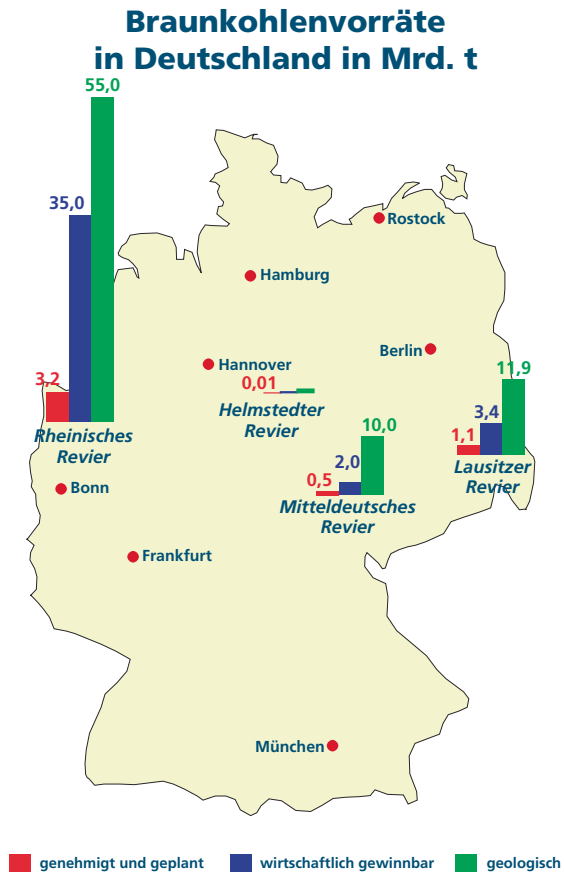 Braunkohlenvorräte
in Deutschland in Mrd. t
55,0
35,0
3,2
Rheinisches
Revier
Rostock
Hamburg
Berlin
Hannover
0,01
Helmstedter
Revier
11,9
3,4
1,1
Lausitzer
Revier
10,0
2,0
0,5
Mitteldeutsches
Revier
Bonn
Frankfurt
München
genehmigt und geplant
wirtschaftlich gewinnbar
geologisch